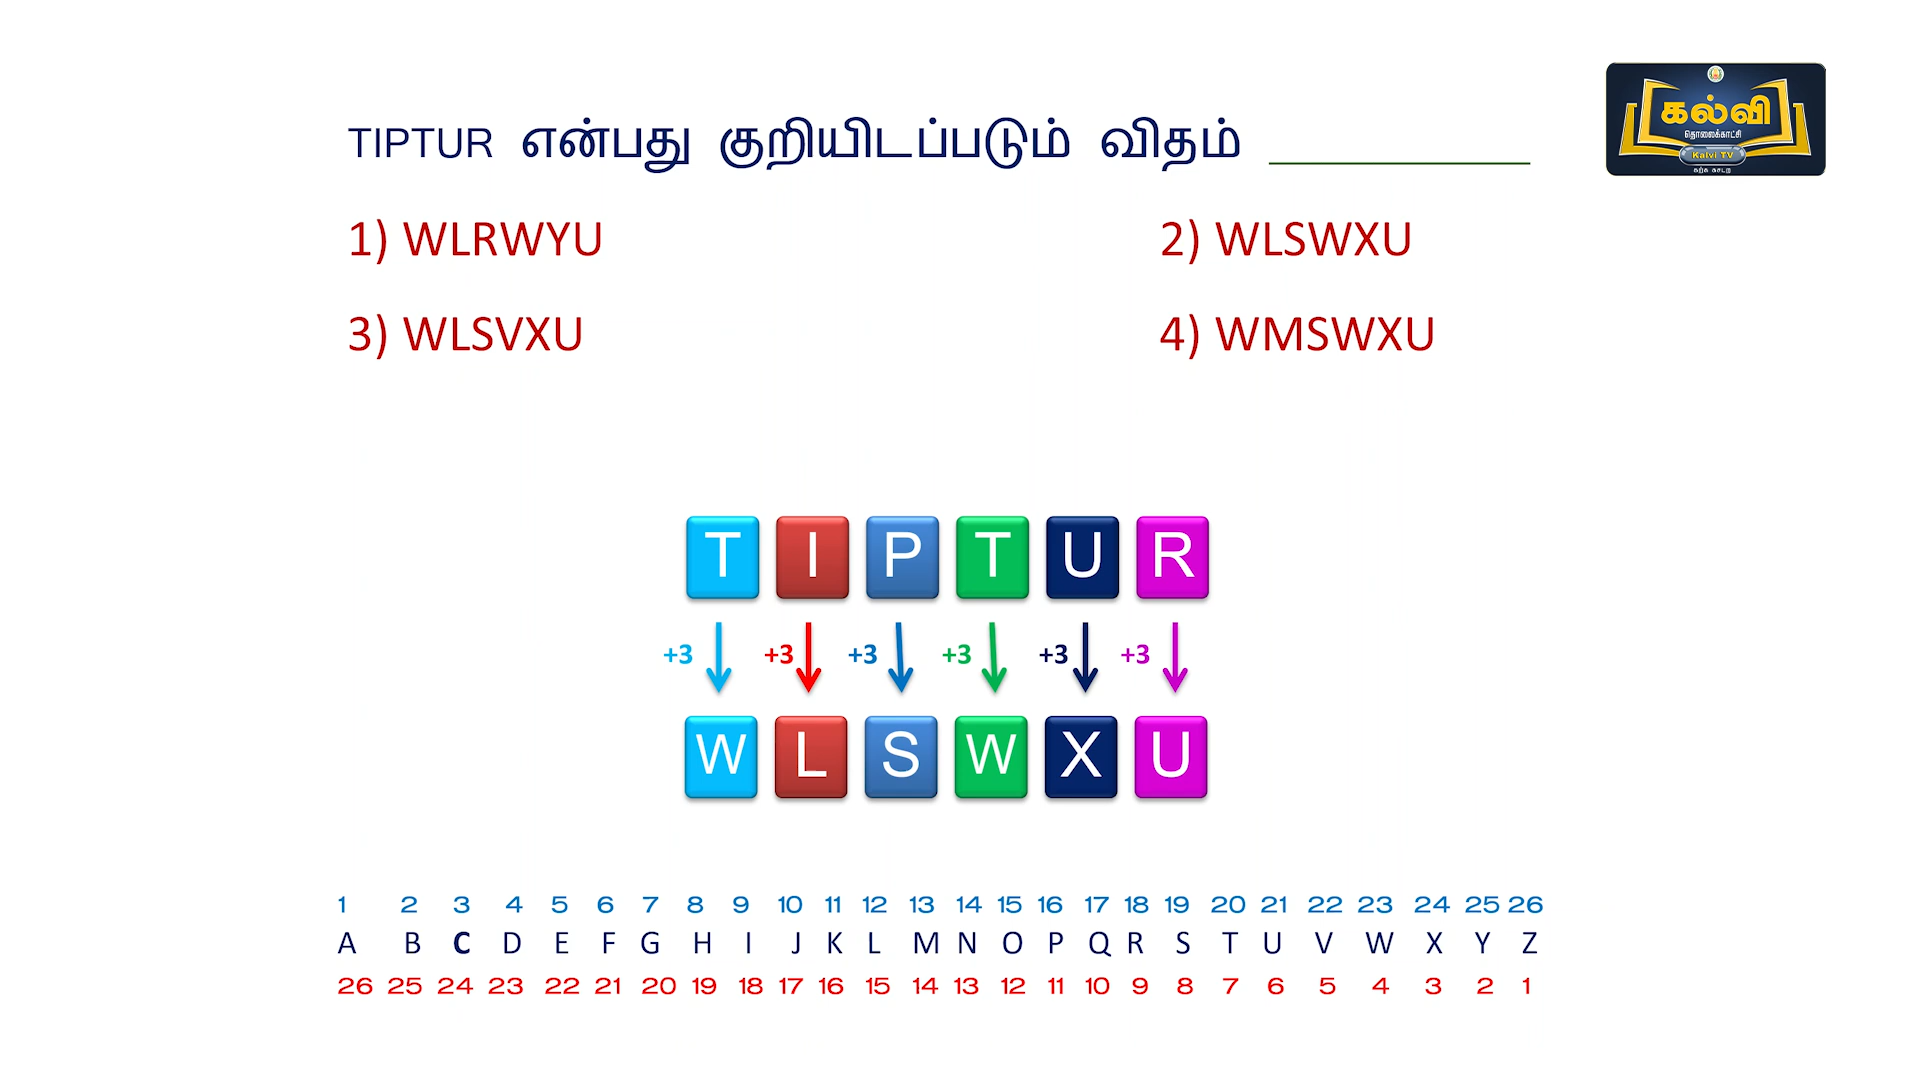 TIPTUR என்பது குறியிடப்படும் விதம் ____________
கல்வி
தொலைக்காட்சி
Kalvi TV
கற்க கசடற
1) WLRWYU 2) WLSWXU
3) WLSVXU 4) WMSWXU
T I P T U R
+3 +3 +3 +3 +3 +3
W L S W X U
1 2 3 4 5 6 7 8 9 10 11 12 13 14 15 16 17 18 19 20 21 22 23 24 25 26
A B C D E F G H I J K L M N O P Q R S T U V W X Y Z
26 25 24 23 22 21 20 19 18 17 16 15 14 13 12 11 10 9 8 7 6 5 4 3 2 1